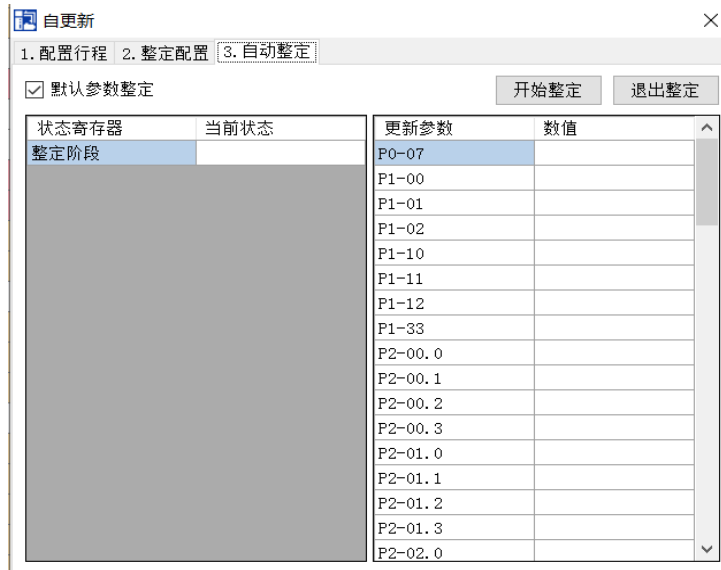 自更新
1.配置行程 2.整定配置 3.自动整定
默认参数整定 开始整定 退出整定
状态寄存器 当前状态 更新参数 数值
整定阶段 P0-07
P1-00
P1-01
P1-02
P1-10
P1-11
P1-12
P1-33
P2-00.0
P2-00.1
P2-00.2
P2-00.3
P2-01.0
P2-01.1
P2-01.2
P2-01.3
P2-02.0